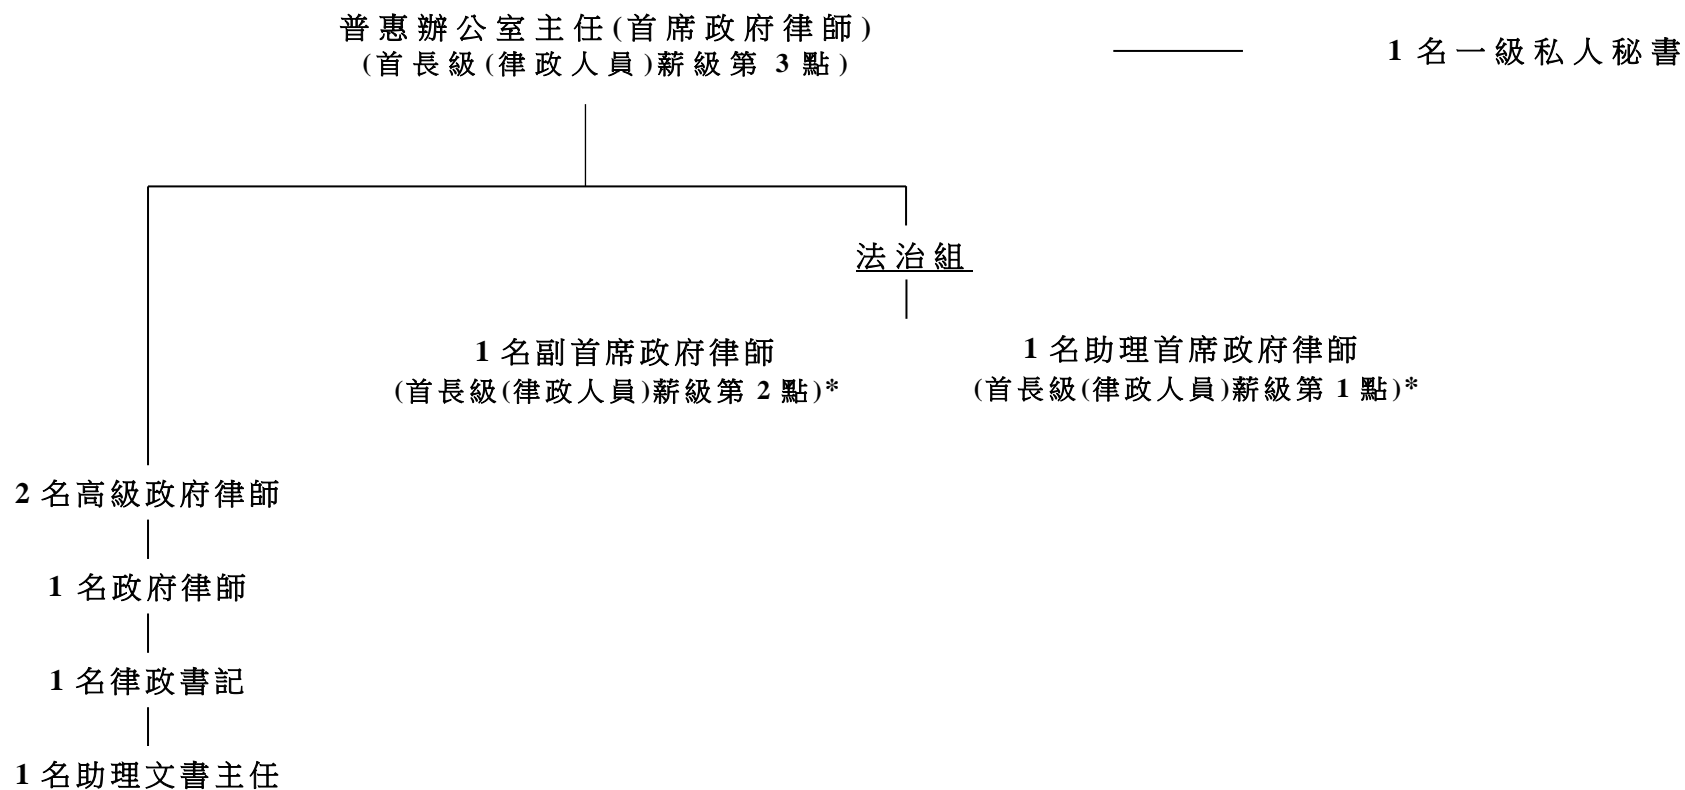 普惠辦公室主任(首席政府律師)
(首長級(律政人員)薪級第 3 點)
1 名一級私人秘書
法治組
1 名副首席政府律師
(首長級(律政人員)薪級第 2 點)*
1 名助理首席政府律師
(首長級(律政人員)薪級第 1 點)*
2 名高級政府律師
1 名政府律師
1 名律政書記
1 名助理文書主任